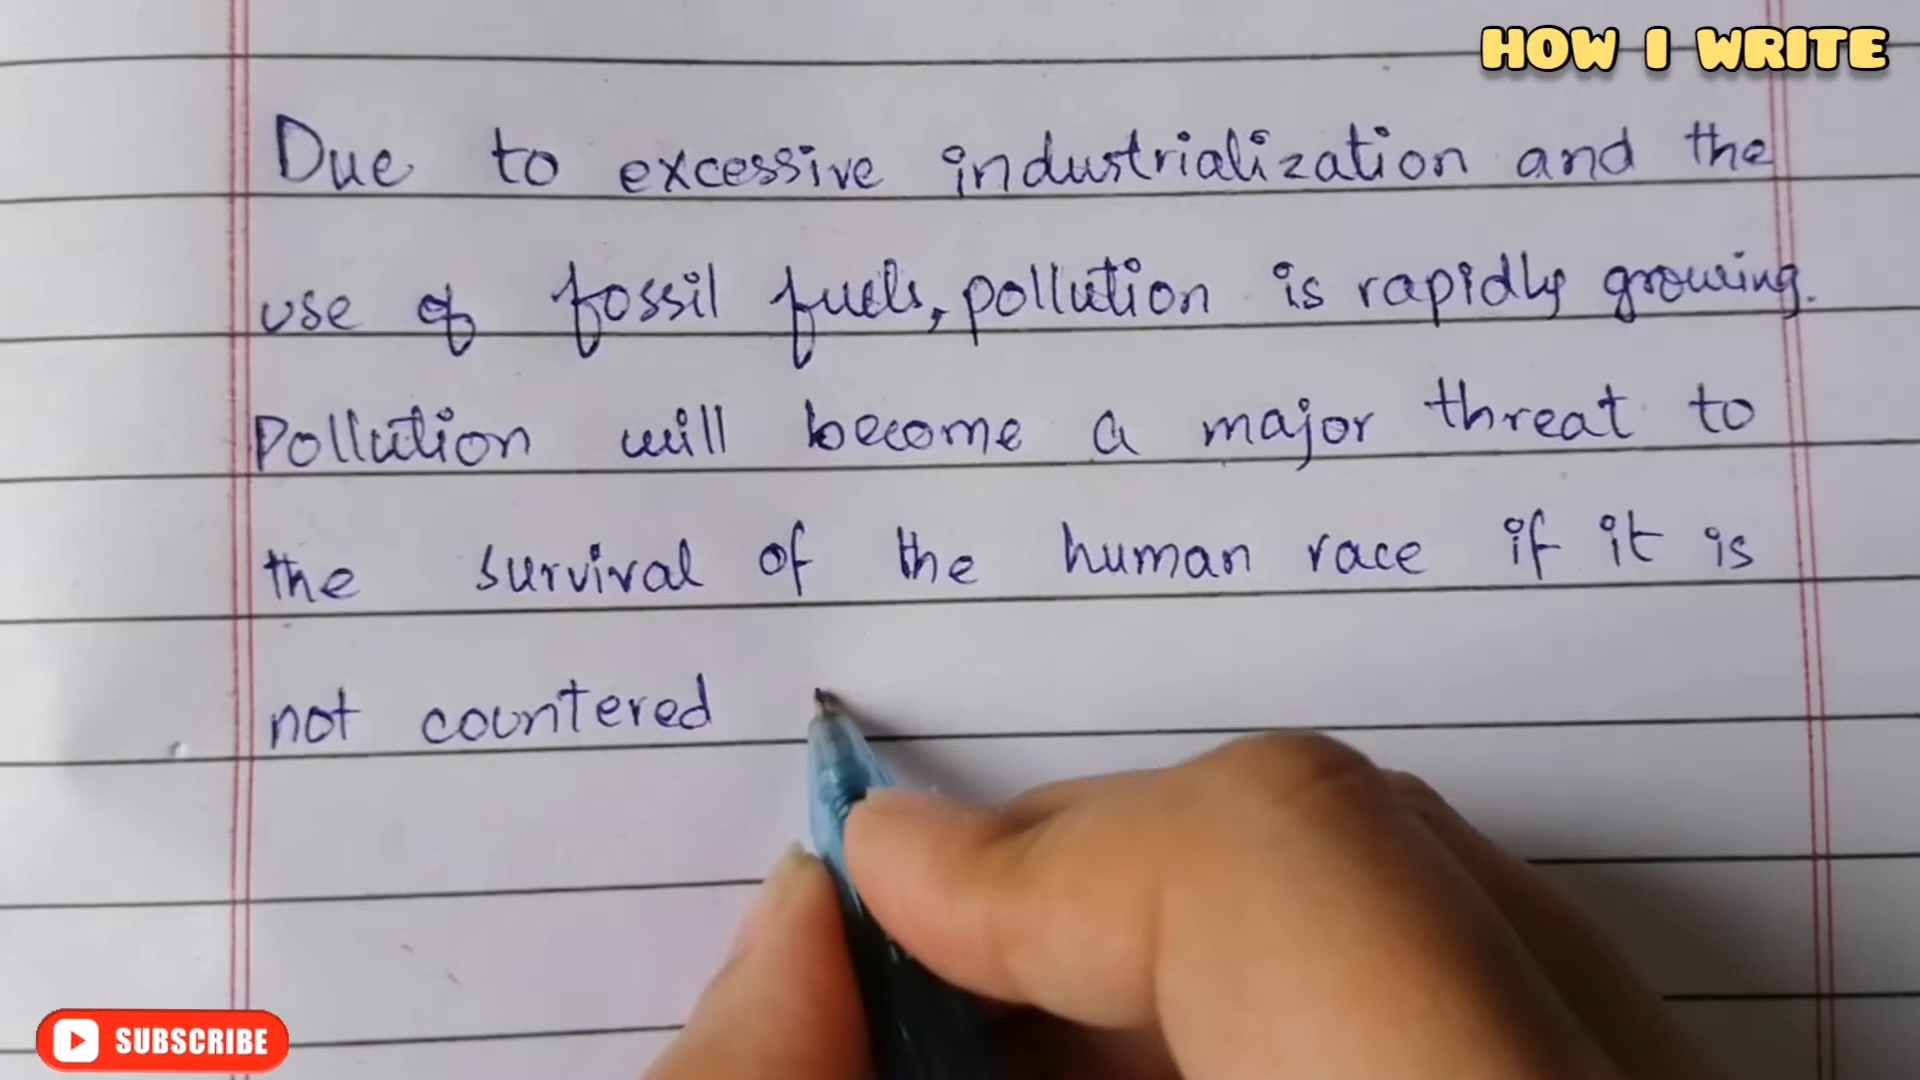 HOW I WRITE
Due to excessive industrialization and the
use of fossil fuels, pollution is rapidly growing.
Pollution will become a major threat to
the survival of the human race if it is
not countered
SUBSCRIBE